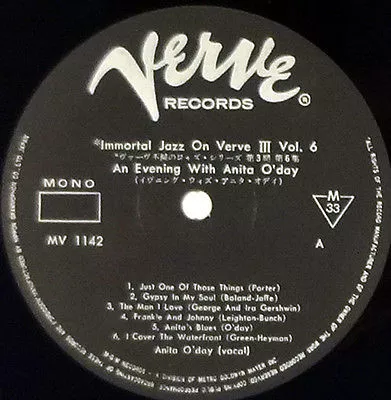 Verve
RECORDS
®
*Immortal Jazz On Verve III Vol. 6
"ヴァーヴ不滅のジャズ・シリーズ 第3期 第6集
An Evening With Anita O'day
(イヴニング・ウィズ・アニタ・オデイ)
MONO
M
33
MV 1142
A
1. Just One Of Those Things (Porter)
2. Gypsy In My Soul (Boland-Jaffe)
3. The Man I Love (George And Ira Gershwin)
4. Frankie And Johnny (Leighton-Bunch)
5. Anita's Blues (O'day)
6. I Cover The Waterfront (Green-Heyman)
Anita O'day (vocal)